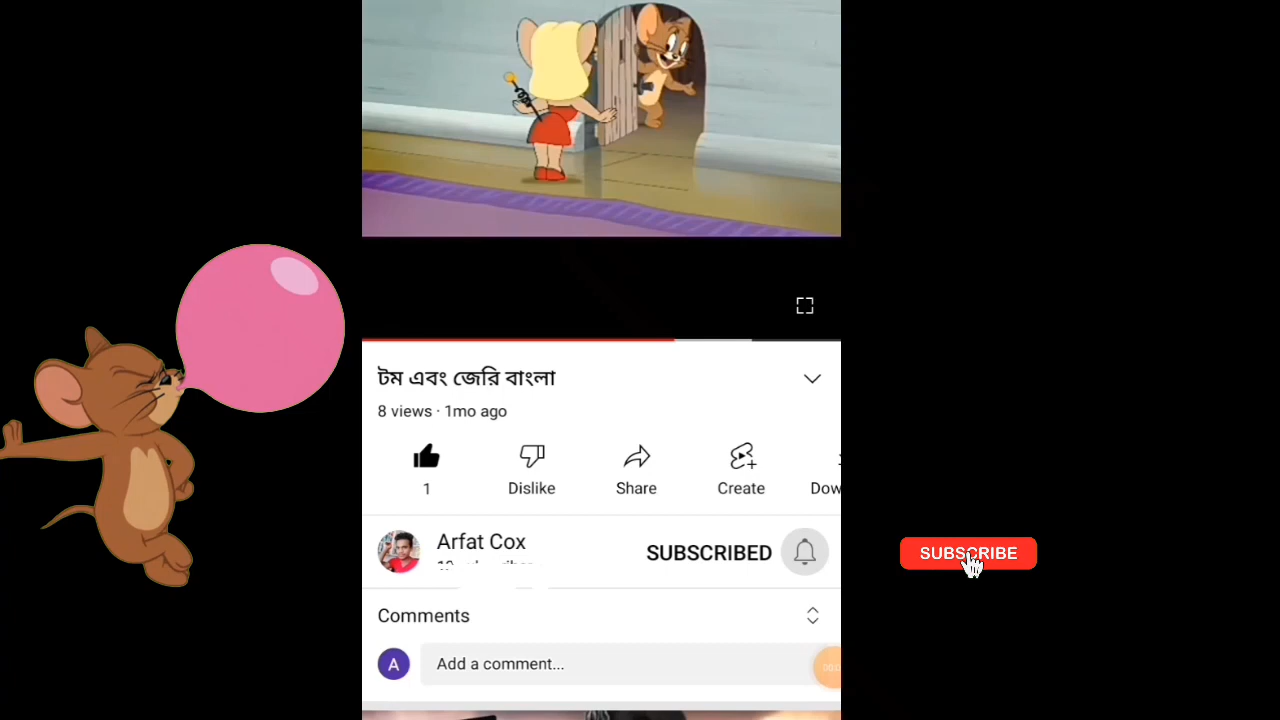 টম এবং জেরি বাংলা
8 views · 1mo ago
1
Dislike
Share
Create
Dow
Arfat Cox
SUBSCRIBED
SUBSCRIBE
Comments
A
Add a comment...